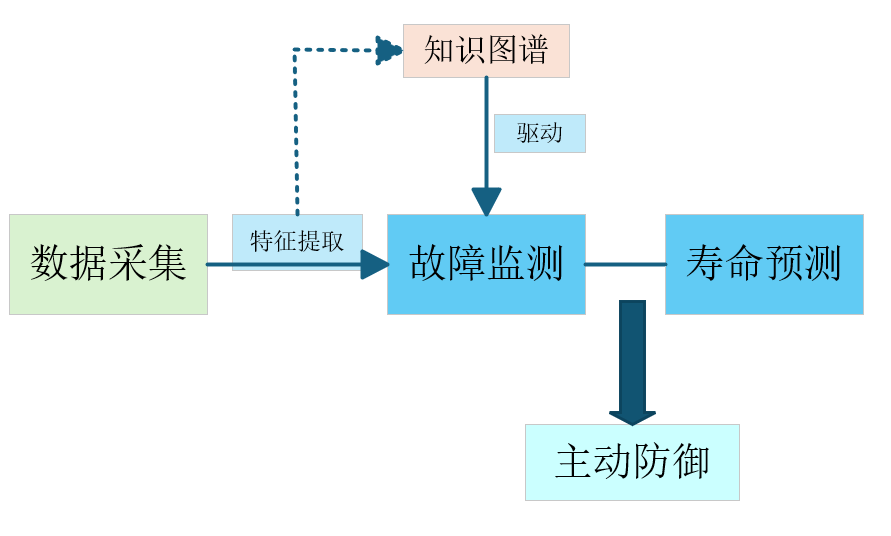 知识图谱
驱动
数据采集
特征提取
故障监测
寿命预测
主动防御